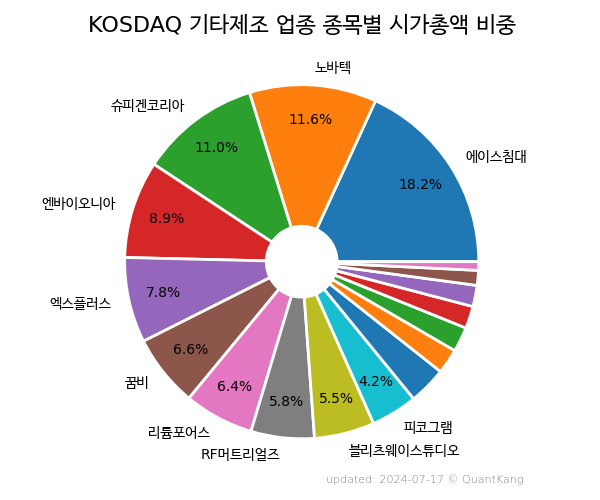 KOSDAQ 기타제조 업종 종목별 시가총액 비중
노바텍
11.6%
슈피겐코리아
11.0%
에이스침대
18.2%
엔바이오니아
8.9%
엑스플러스
7.8%
꿈비
6.6%
리튬포어스
6.4%
RF머트리얼즈
5.8%
블리츠웨이스튜디오
5.5%
피코그램
4.2%
updated: 2024-07-17 © QuantKang